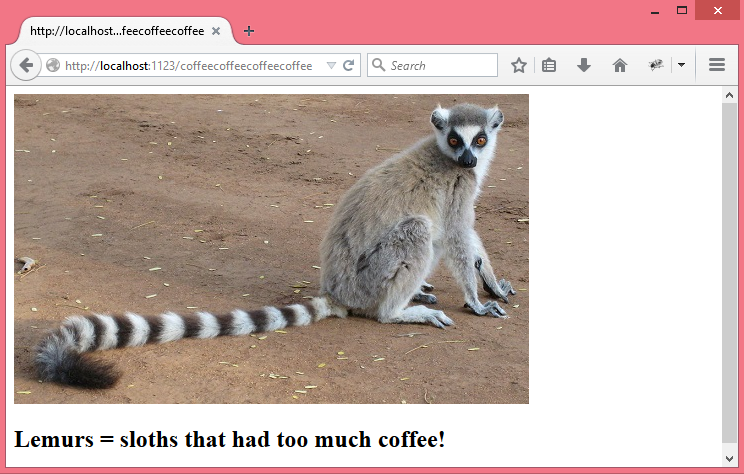 http://localhost...feecoffeecoffee
http://localhost:1123/coffeecoffeecoffeecoffee
Search
Lemurs = sloths that had too much coffee!